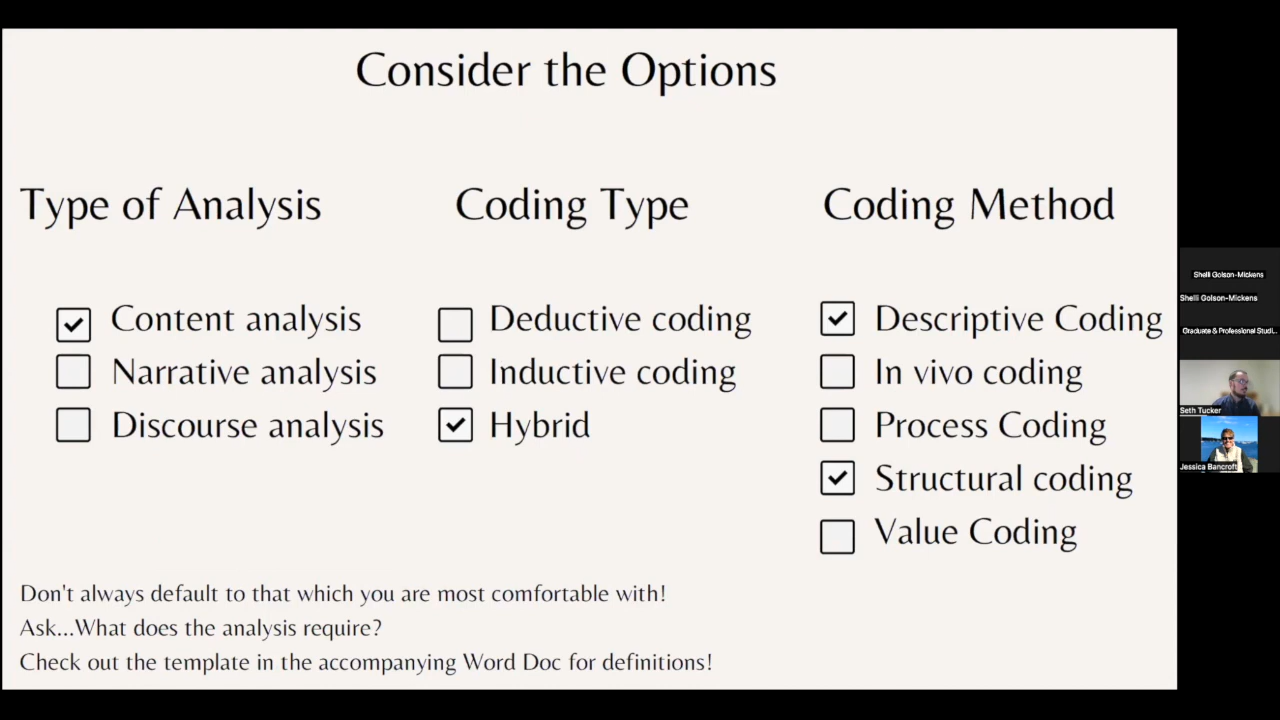 Consider the Options
Type of Analysis
Content analysis
Narrative analysis
Discourse analysis
Coding Type
Deductive coding
Inductive coding
Hybrid
Coding Method
Descriptive Coding
In vivo coding
Process Coding
Structural coding
Value Coding
Don't always default to that which you are most comfortable with!
Ask...What does the analysis require?
Check out the template in the accompanying Word Doc for definitions!
Shelli Golson-Mickens
Shelli Golson-Mickens
Graduate & Professional Studi...
Seth Tucker
Jessica Bancroft